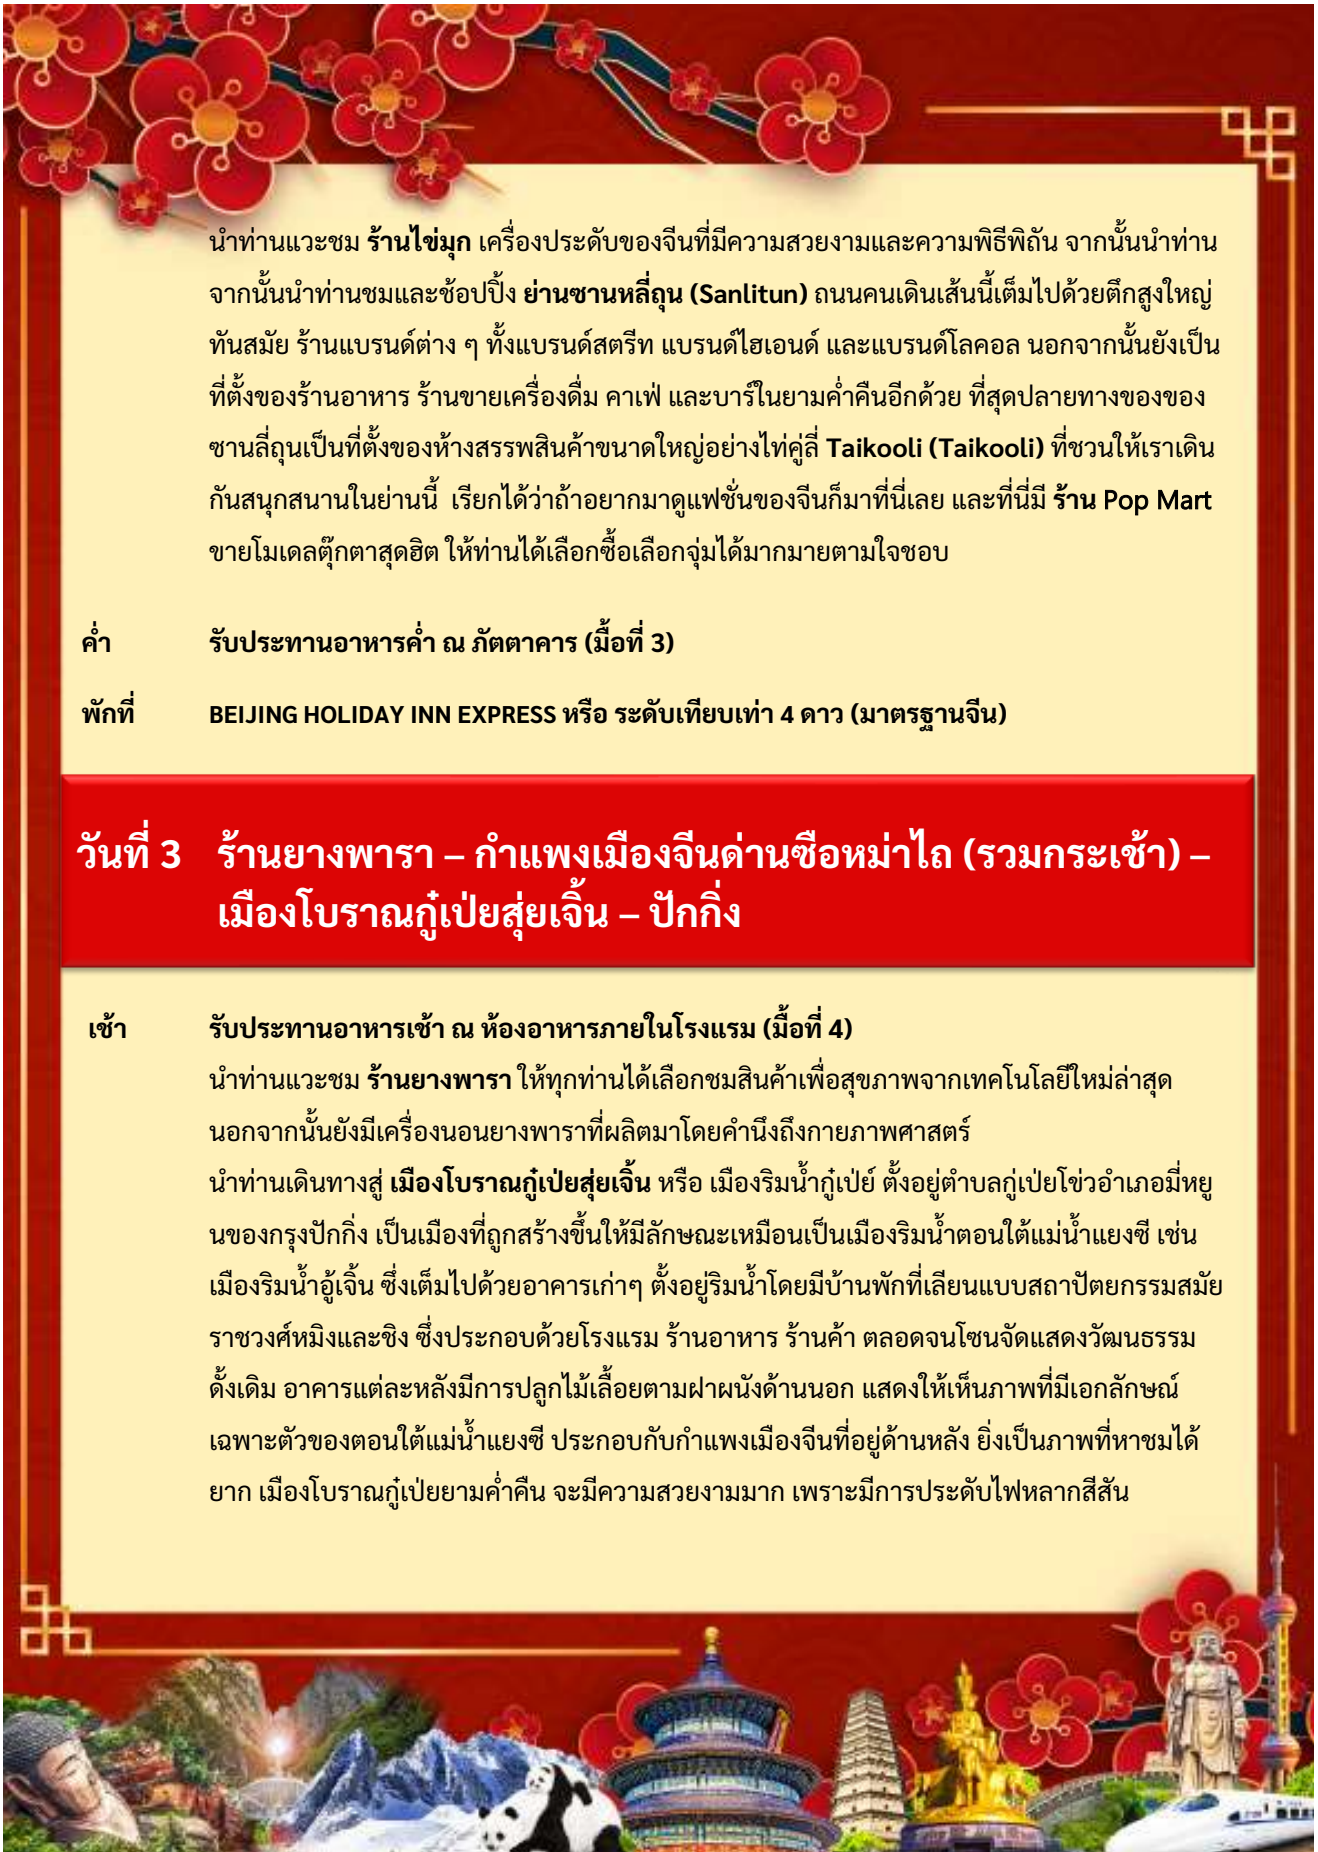 นำท่านแวะชม ร้านไข่มุก เครื่องประดับของจีนที่มีความสวยงามและความพิธีพิถัน จากนั้นนำท่าน
จากนั้นนำท่านชมและช้อปปิ้ง ย่านซานหลี่ถุน (Sanlitun) ถนนคนเดินเส้นนี้เต็มไปด้วยตึกสูงใหญ่
ทันสมัย ร้านแบรนด์ต่าง ๆ ทั้งแบรนด์สตรีท แบรนด์ไฮเอนด์ และแบรนด์โลคอล นอกจากนั้นยังเป็น
ที่ตั้งของร้านอาหาร ร้านขายเครื่องดื่ม คาเฟ่ และบาร์ในยามค่ำคืนอีกด้วย ที่สุดปลายทางของของ
ซานลี่ถุนเป็นที่ตั้งของห้างสรรพสินค้าขนาดใหญ่อย่างไท่คู่ลี่ Taikooli (Taikooli) ที่ชวนให้เราเดิน
กันสนุกสนานในย่านนี้ เรียกได้ว่าถ้าอยากมาดูแฟชั่นของจีนก็มาที่นี่เลย และที่นี่มี ร้าน Pop Mart
ขายโมเดลตุ๊กตาสุดฮิต ให้ท่านได้เลือกซื้อเลือกจุ่มได้มากมายตามใจชอบ
ค่ำ รับประทานอาหารค่ำ ณ ภัตตาคาร (มื้อที่ 3)
พักที่ BEIJING HOLIDAY INN EXPRESS หรือ ระดับเทียบเท่า 4 ดาว (มาตรฐานจีน)
วันที่ 3 ร้านยางพารา – กำแพงเมืองจีนด่านซือหม่าไถ (รวมกระเช้า) –
เมืองโบราณกู๋เป่ยสุ่ยเจิ้น – ปักกิ่ง
เช้า รับประทานอาหารเช้า ณ ห้องอาหารภายในโรงแรม (มื้อที่ 4)
นำท่านแวะชม ร้านยางพารา ให้ทุกท่านได้เลือกชมสินค้าเพื่อสุขภาพจากเทคโนโลยีใหม่ล่าสุด
นอกจากนั้นยังมีเครื่องนอนยางพาราที่ผลิตมาโดยคำนึงถึงกายภาพศาสตร์
นำท่านเดินทางสู่ เมืองโบราณกู๋เป่ยสุ่ยเจิ้น หรือ เมืองริมน้ำกู๋เป่ย์ ตั้งอยู่ตำบลกู่เป่ยโข่วอำเภอมี่หยู
นของกรุงปักกิ่ง เป็นเมืองที่ถูกสร้างขึ้นให้มีลักษณะเหมือนเป็นเมืองริมน้ำตอนใต้แม่น้ำแยงซี เช่น
เมืองริมน้ำอู้เจิ้น ซึ่งเต็มไปด้วยอาคารเก่าๆ ตั้งอยู่ริมน้ำโดยมีบ้านพักที่เลียนแบบสถาปัตยกรรมสมัย
ราชวงศ์หมิงและชิง ซึ่งประกอบด้วยโรงแรม ร้านอาหาร ร้านค้า ตลอดจนโซนจัดแสดงวัฒนธรรม
ดั้งเดิม อาคารแต่ละหลังมีการปลูกไม้เลื้อยตามฝาผนังด้านนอก แสดงให้เห็นภาพที่มีเอกลักษณ์
เฉพาะตัวของตอนใต้แม่น้ำแยงซี ประกอบกับกำแพงเมืองจีนที่อยู่ด้านหลัง ยิ่งเป็นภาพที่หาชมได้
ยาก เมืองโบราณกู๋เป่ยยามค่ำคืน จะมีความสวยงามมาก เพราะมีการประดับไฟหลากสีสัน